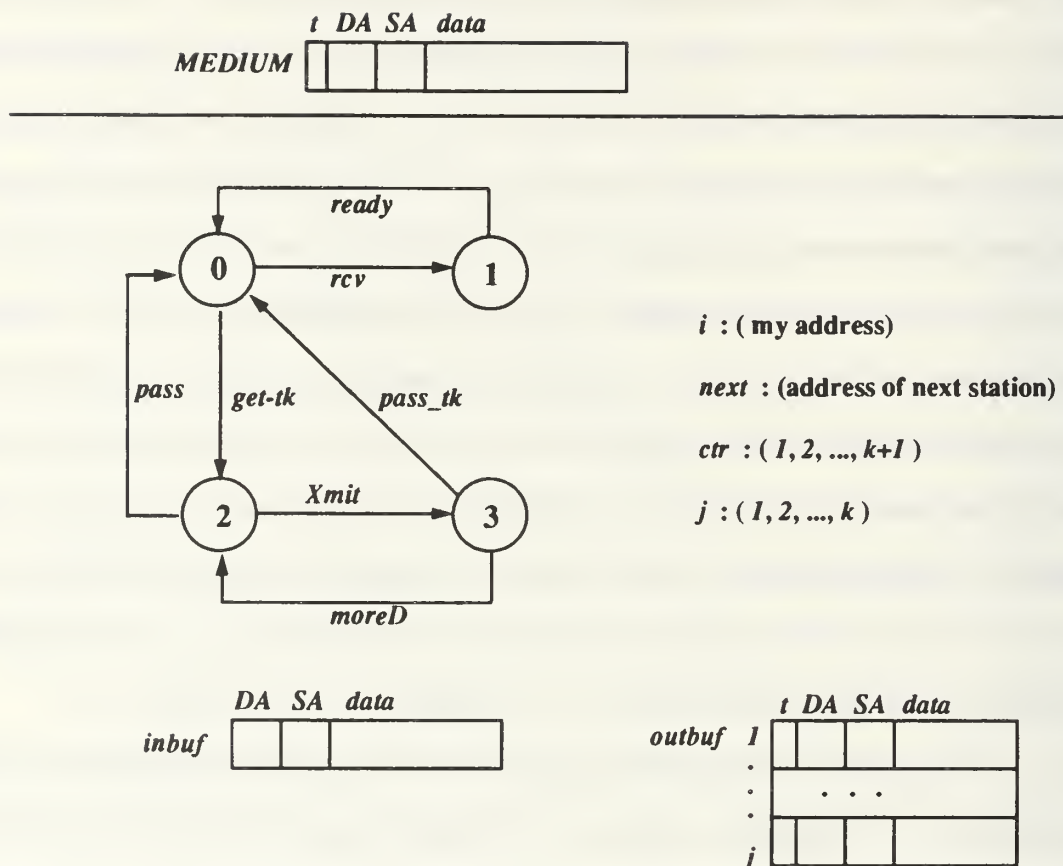 t DA SA data
MEDIUM
ready
0
rcv
1
i : ( my address)
next : (address of next station)
pass
get-tk
pass_tk
ctr : ( 1, 2, ..., k+1 )
j : ( 1, 2, ..., k )
2
Xmit
3
moreD
DA SA data
inbuf
t DA SA data
outbuf 1
.
.
. . .
.
j